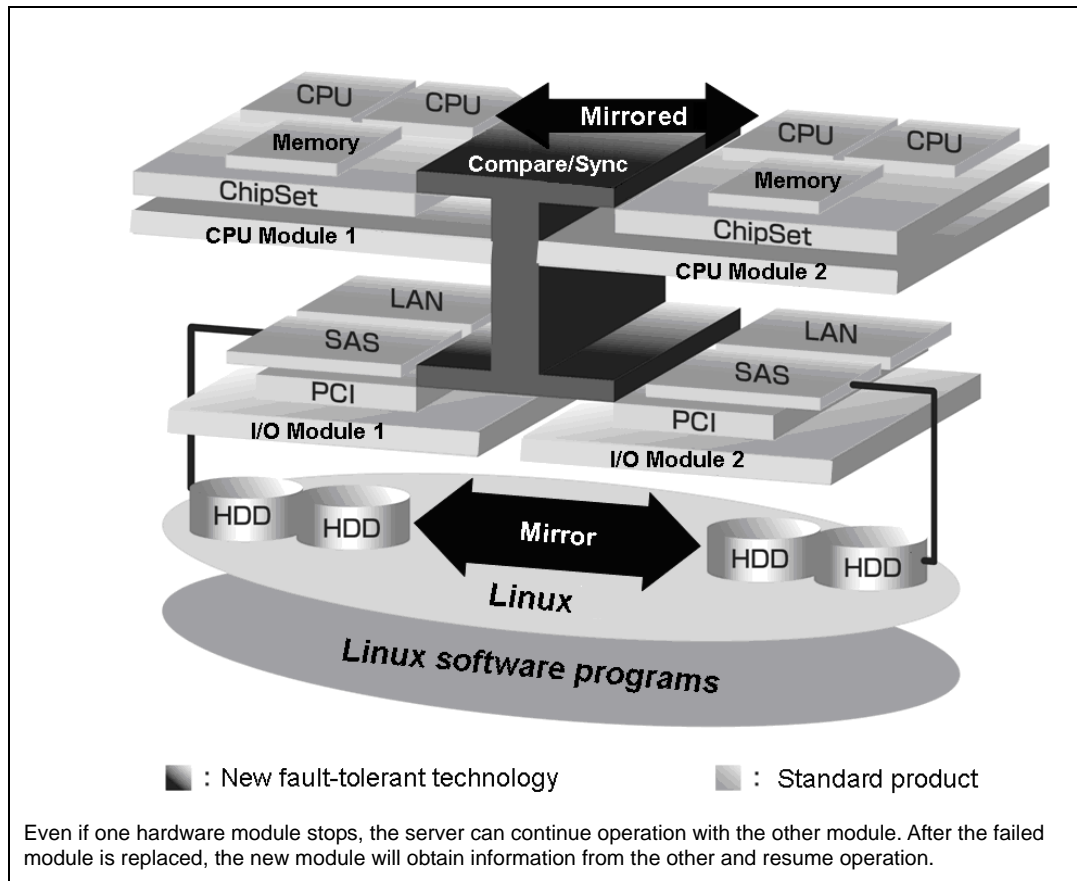 CPU
CPU
Mirrored
CPU
CPU
Memory
Compare/Sync
Memory
ChipSet
ChipSet
CPU Module 1
CPU Module 2
LAN
LAN
SAS
SAS
PCI
PCI
I/O Module 1
I/O Module 2
HDD
HDD
Mirror
HDD
HDD
Linux
Linux software programs
: New fault-tolerant technology
: Standard product
Even if one hardware module stops, the server can continue operation with the other module. After the failed
module is replaced, the new module will obtain information from the other and resume operation.